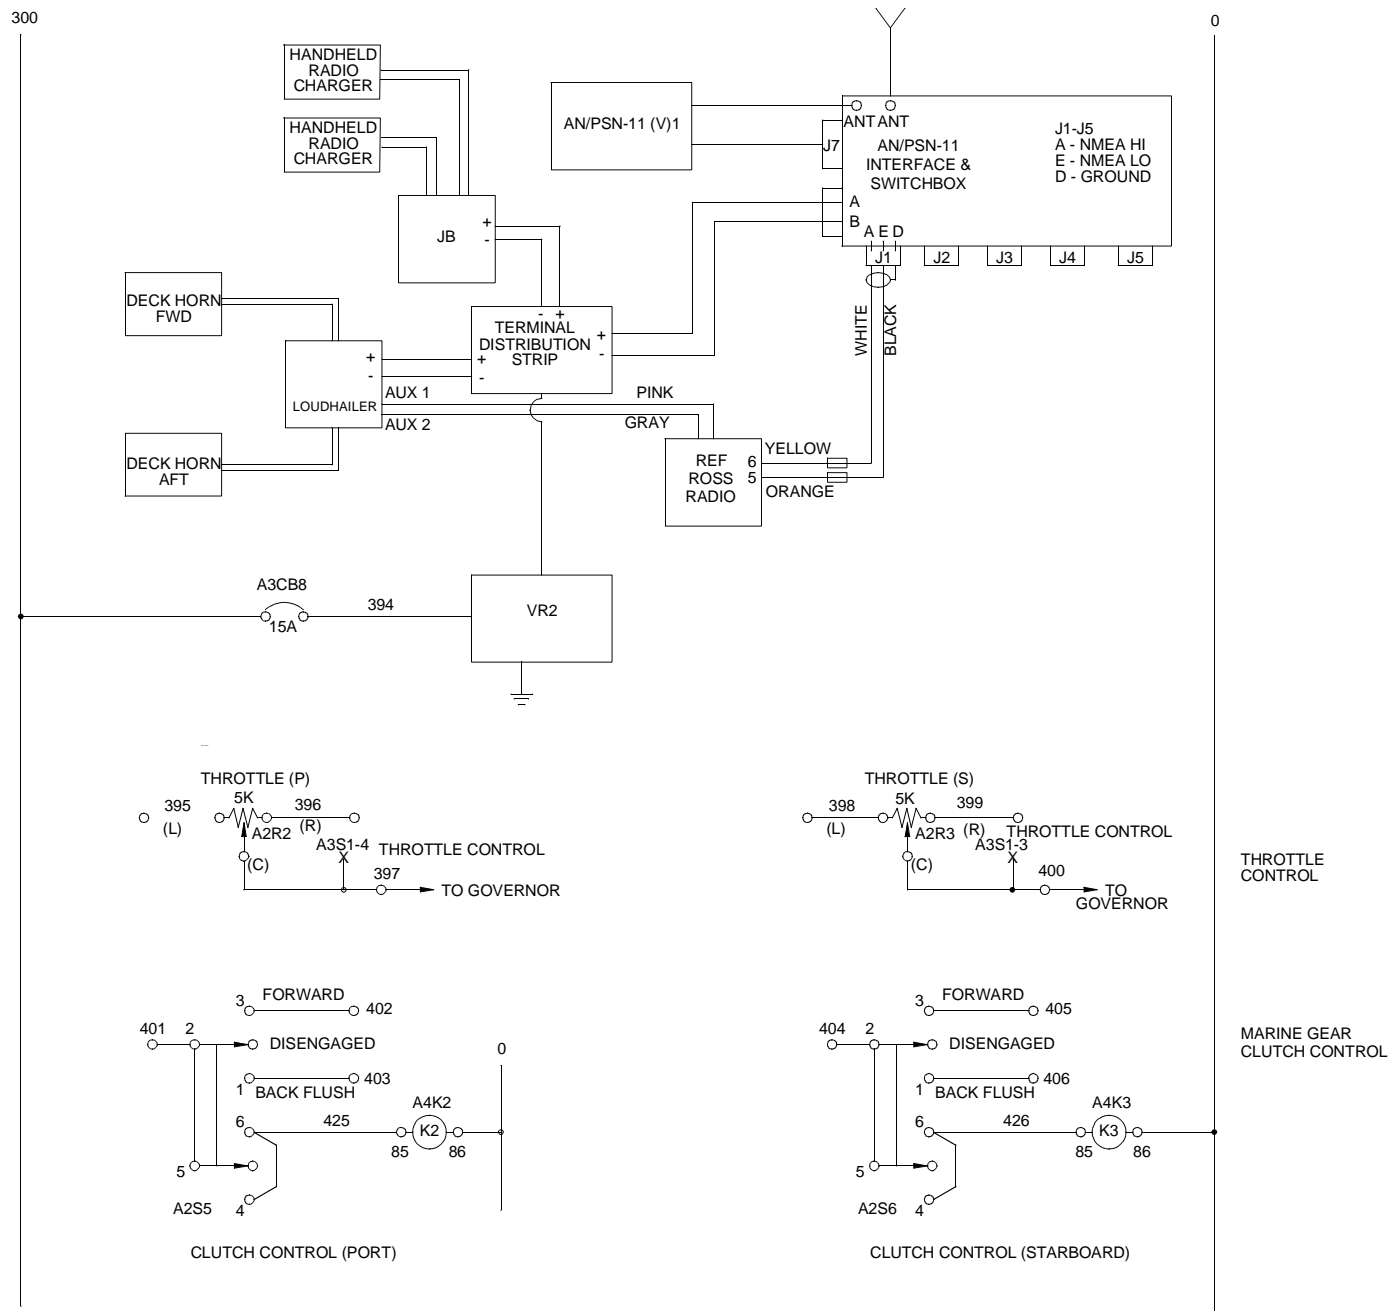 300
0
HANDHELD
RADIO
CHARGER
HANDHELD
RADIO
CHARGER
AN/PSN-11 (V)1
ANT ANT
J7
AN/PSN-11
INTERFACE &
SWITCHBOX
J1-J5
A - NMEA HI
E - NMEA LO
D - GROUND
A
B
A E D
J1
J2
J3
J4
J5
JB
+
-
DECK HORN
FWD
- +
TERMINAL
DISTRIBUTION
STRIP
+
-
+
-
+
-
LOUDHAILER
AUX 1
AUX 2
PINK
GRAY
WHITE
BLACK
DECK HORN
AFT
REF
ROSS
RADIO
6
5
YELLOW
ORANGE
A3CB8
15A
394
VR2
THROTTLE (P)
395
(L)
5K
396
(R)
A2R2
A3S1-4
THROTTLE CONTROL
(C)
397
TO GOVERNOR
THROTTLE (S)
398
(L)
5K
399
(R)
A2R3
THROTTLE CONTROL
A3S1-3
(C)
400
TO
GOVERNOR
THROTTLE
CONTROL
3
FORWARD
402
401
2
DISENGAGED
1
BACK FLUSH
403
6
425
A4K2
K2
85
86
0
5
A2S5
4
CLUTCH CONTROL (PORT)
3
FORWARD
405
404
2
DISENGAGED
1
BACK FLUSH
406
6
426
A4K3
K3
85
86
5
A2S6
4
CLUTCH CONTROL (STARBOARD)
MARINE GEAR
CLUTCH CONTROL